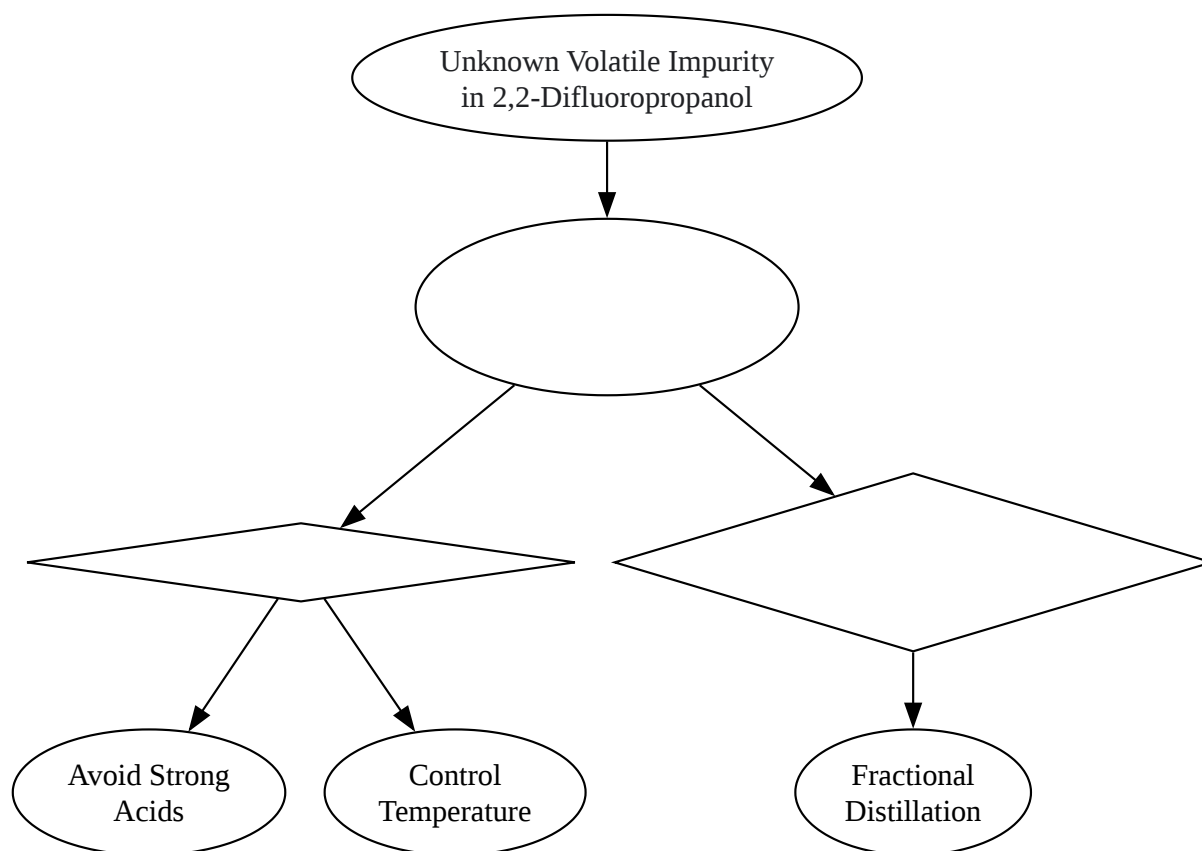 Unknown Volatile Impurity
in 2,2-Difluoropropanol
Avoid Strong
Acids
Control
Temperature
Fractional
Distillation